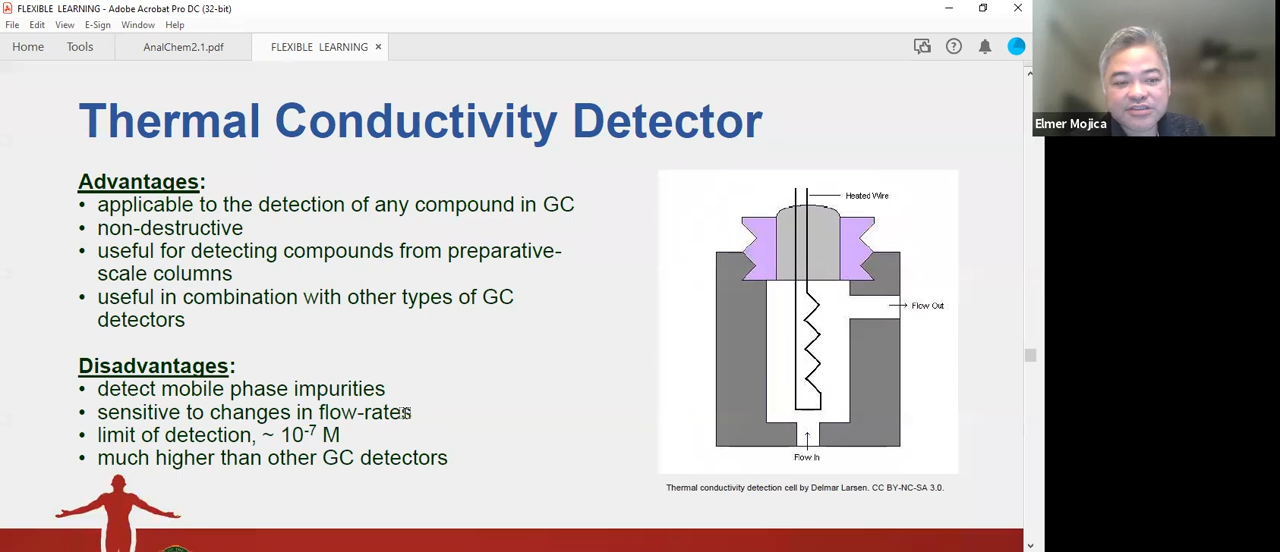 FLEXIBLE LEARNING - Adobe Acrobat Pro DC (32-bit)
File Edit View E-Sign Window Help
Home Tools AnalChem2.1.pdf FLEXIBLE LEARNING ×
Elmer Mojica
Thermal Conductivity Detector
Advantages:
• applicable to the detection of any compound in GC
• non-destructive
• useful for detecting compounds from preparative-
scale columns
• useful in combination with other types of GC
detectors
Disadvantages:
• detect mobile phase impurities
• sensitive to changes in flow-rates
• limit of detection, ~ 10⁻⁷ M
• much higher than other GC detectors
Heated Wire
Flow Out
Flow In
Thermal conductivity detection cell by Delmar Larsen. CC BY-NC-SA 3.0.